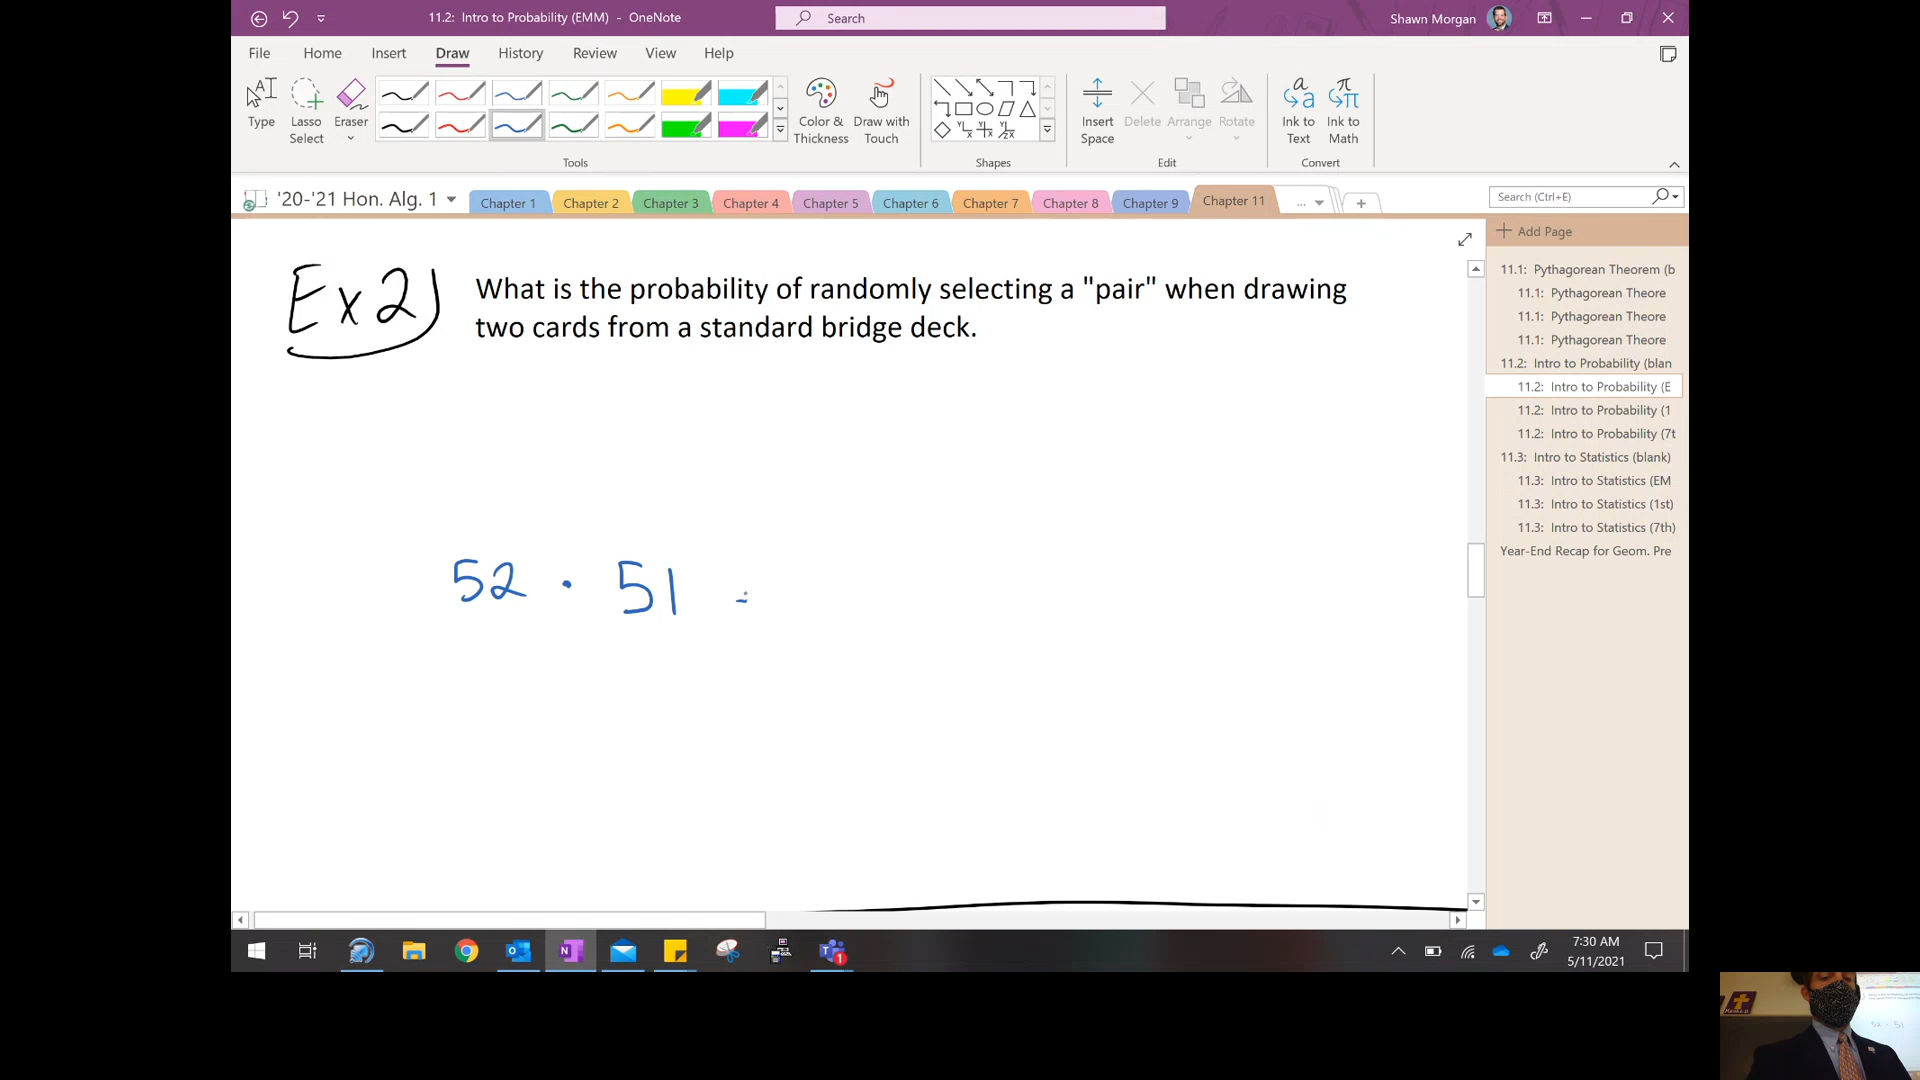 11.2: Intro to Probability (EMM) - OneNote
Search
Shawn Morgan
File Home Insert Draw History Review View Help
Type
Lasso Select
Eraser
Color & Thickness
Draw with Touch
Insert Space
Delete
Arrange
Rotate
Ink to Text
Ink to Math
Tools
Shapes
Edit
Convert
'20-'21 Hon. Alg. 1
Chapter 1
Chapter 2
Chapter 3
Chapter 4
Chapter 5
Chapter 6
Chapter 7
Chapter 8
Chapter 9
Chapter 11
...
Search (Ctrl+E)
Add Page
11.1: Pythagorean Theorem (b
11.1: Pythagorean Theore
11.1: Pythagorean Theore
11.1: Pythagorean Theore
11.2: Intro to Probability (blan
11.2: Intro to Probability (E
11.2: Intro to Probability (1
11.2: Intro to Probability (7t
11.3: Intro to Statistics (blank)
11.3: Intro to Statistics (EM
11.3: Intro to Statistics (1st)
11.3: Intro to Statistics (7th)
Year-End Recap for Geom. Pre
Ex 2)
What is the probability of randomly selecting a "pair" when drawing
two cards from a standard bridge deck.
52 · 51 =
7:30 AM
5/11/2021